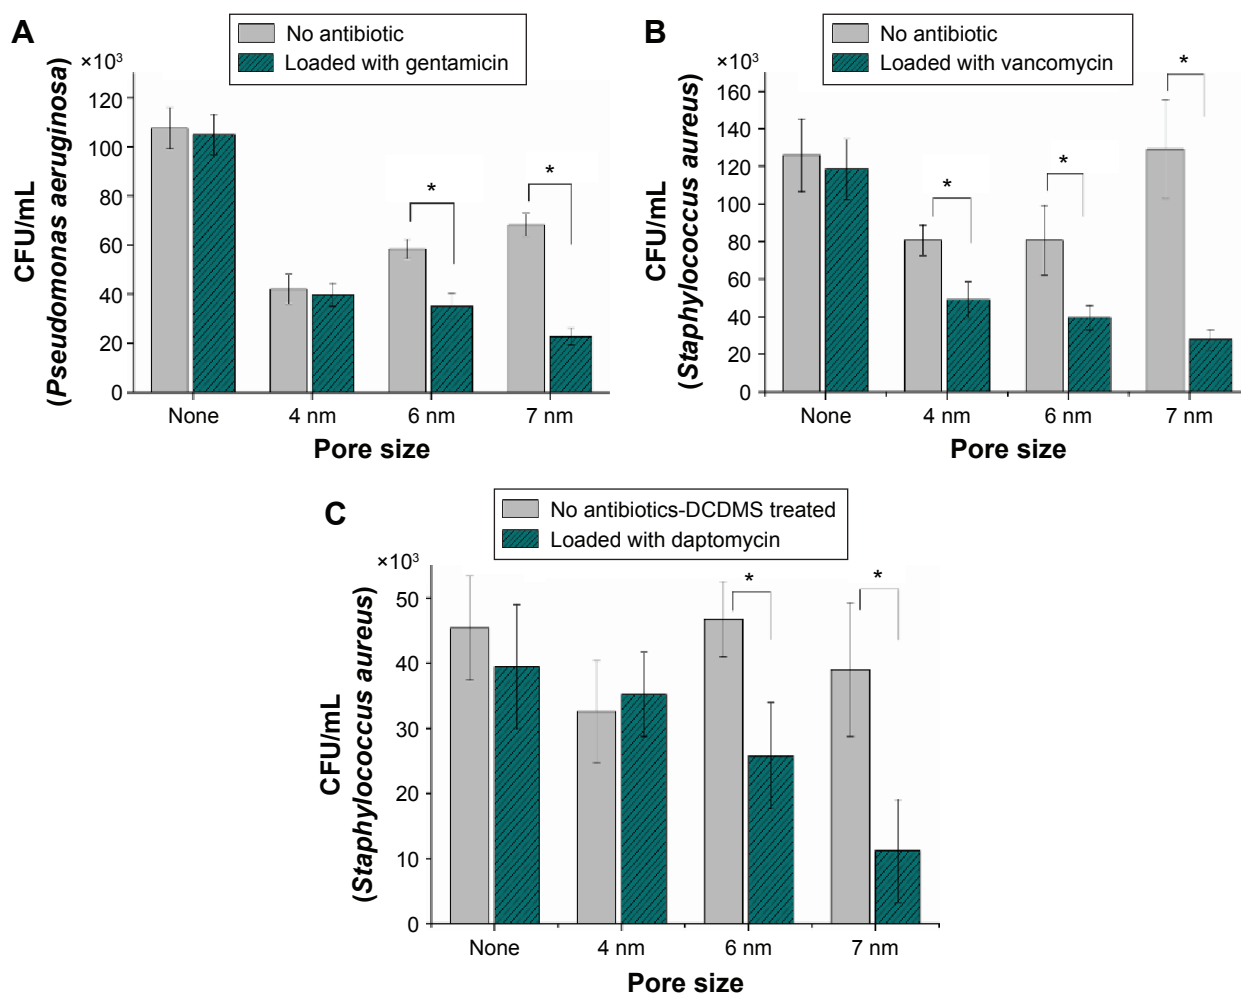 A
No antibiotic
Loaded with gentamicin
×10³
CFU/mL
(Pseudomonas aeruginosa)
120
100
80
60
40
20
0
*
*
None 4 nm 6 nm 7 nm
Pore size
B
No antibiotic
Loaded with vancomycin
×10³
CFU/mL
(Staphylococcus aureus)
160
140
120
100
80
60
40
20
0
*
*
*
None 4 nm 6 nm 7 nm
Pore size
C
No antibiotics-DCDMS treated
Loaded with daptomycin
×10³
CFU/mL
(Staphylococcus aureus)
50
40
30
20
10
0
*
*
None 4 nm 6 nm 7 nm
Pore size